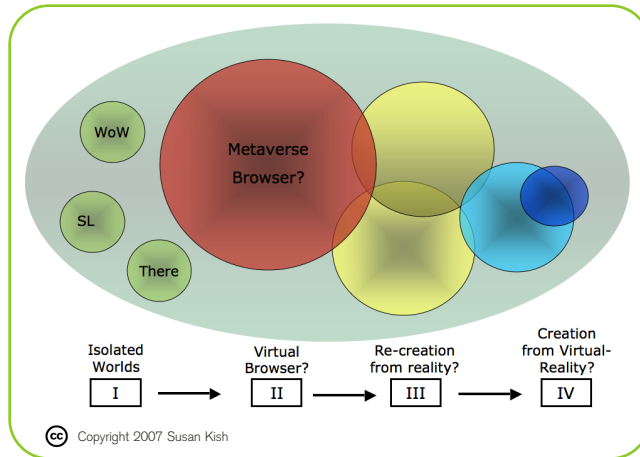 WoW
Metaverse
Browser?
SL
There
Isolated
Worlds
I
Virtual
Browser?
II
Re-creation
from reality?
III
Creation
from Virtual-
Reality?
IV
cc Copyright 2007 Susan Kish